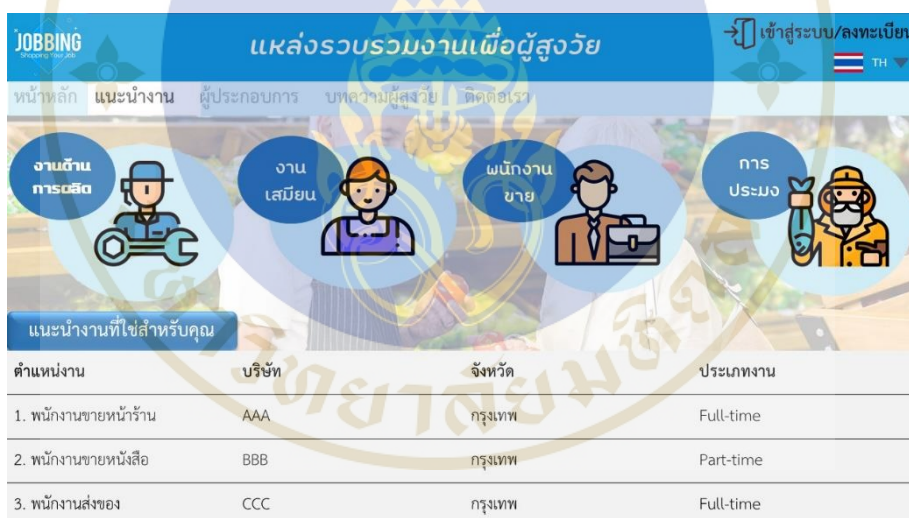 JOBBING
Shopping Your Job
แหล่งรวบรวมงานเพื่อผู้สูงวัย
เข้าสู่ระบบ/ลงทะเบียน
TH
หน้าหลัก แนะนำงาน ผู้ประกอบการ บทความผู้สูงวัย ติดต่อเรา
งานด้าน
การผลิต
งาน
เสมียน
พนักงาน
ขาย
การ
ประมง
แนะนำงานที่ใช่สำหรับคุณ
ตำแหน่งงาน บริษัท จังหวัด ประเภทงาน
1. พนักงานขายหน้าร้าน AAA กรุงเทพ Full-time
2. พนักงานขายหนังสือ BBB กรุงเทพ Part-time
3. พนักงานส่งของ CCC กรุงเทพ Full-time